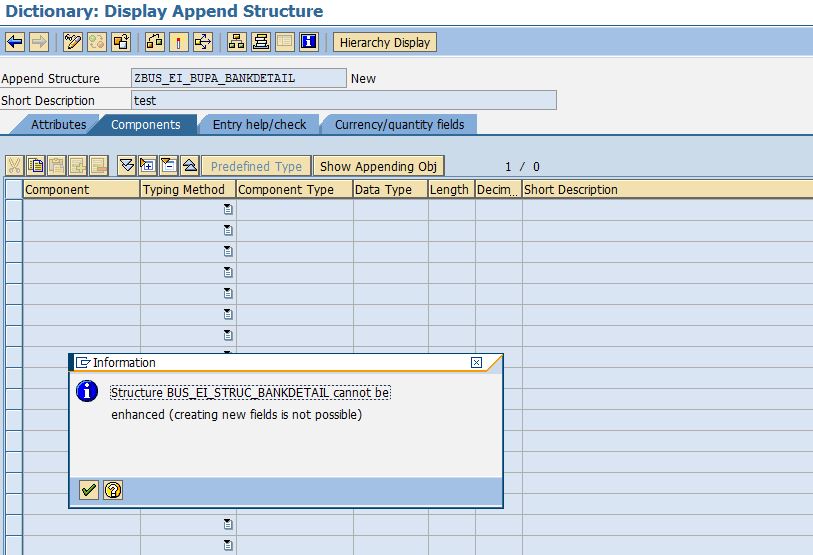 Dictionary: Display Append Structure
Hierarchy Display
Append Structure ZBUS_EI_BUPA_BANKDETAIL New
Short Description test
Attributes Components Entry help/check Currency/quantity fields
Predefined Type Show Appending Obj 1 / 0
Component Typing Method Component Type Data Type Length Decim... Short Description
Information
Structure BUS_EI_STRUC_BANKDETAIL cannot be
enhanced (creating new fields is not possible)